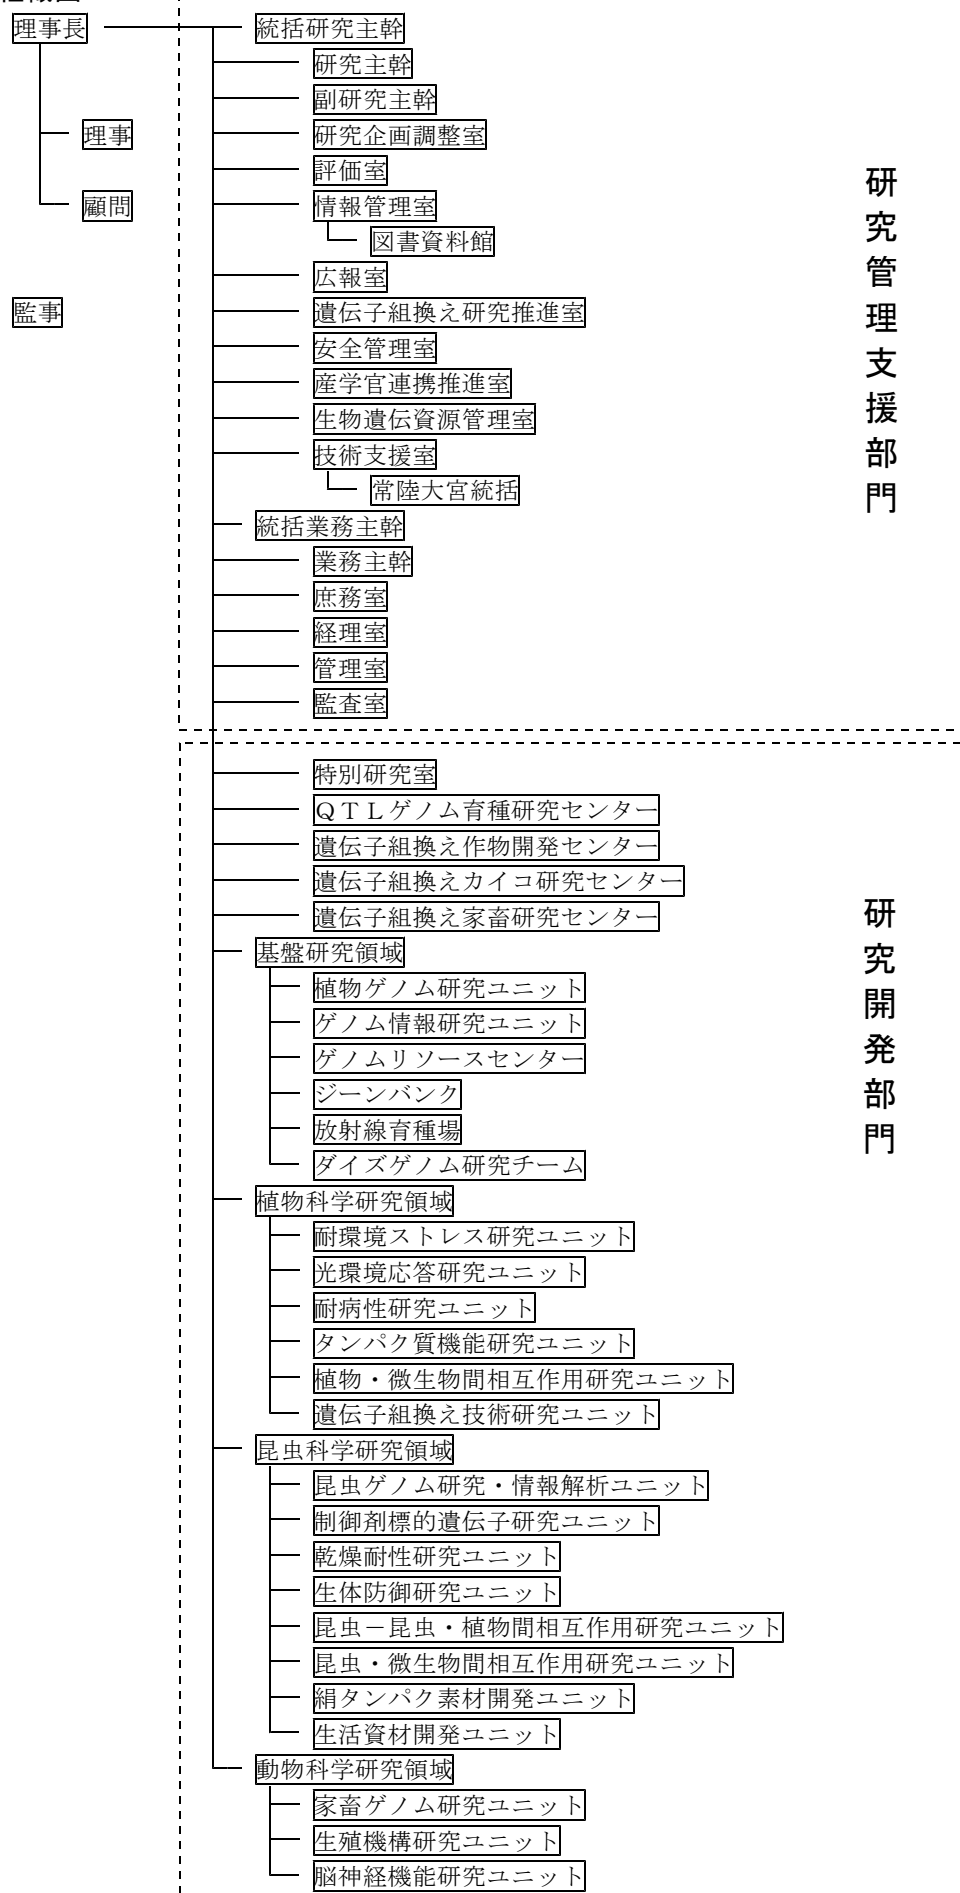 理事長
統括研究主幹
研究主幹
副研究主幹
理事
研究企画調整室
評価室
顧問
情報管理室
図書資料館
広報室
監事
遺伝子組換え研究推進室
安全管理室
産学官連携推進室
生物遺伝資源管理室
技術支援室
常陸大宮統括
統括業務主幹
業務主幹
庶務室
経理室
管理室
監査室
研究管理支援部門
特別研究室
ＱＴＬゲノム育種研究センター
遺伝子組換え作物開発センター
遺伝子組換えカイコ研究センター
遺伝子組換え家畜研究センター
基盤研究領域
植物ゲノム研究ユニット
ゲノム情報研究ユニット
ゲノムリソースセンター
ジーンバンク
放射線育種場
ダイズゲノム研究チーム
植物科学研究領域
耐環境ストレス研究ユニット
光環境応答研究ユニット
耐病性研究ユニット
タンパク質機能研究ユニット
植物・微生物間相互作用研究ユニット
遺伝子組換え技術研究ユニット
昆虫科学研究領域
昆虫ゲノム研究・情報解析ユニット
制御剤標的遺伝子研究ユニット
乾燥耐性研究ユニット
生体防御研究ユニット
昆虫－昆虫・植物間相互作用研究ユニット
昆虫・微生物間相互作用研究ユニット
絹タンパク素材開発ユニット
生活資材開発ユニット
動物科学研究領域
家畜ゲノム研究ユニット
生殖機構研究ユニット
脳神経機能研究ユニット
研究開発部門